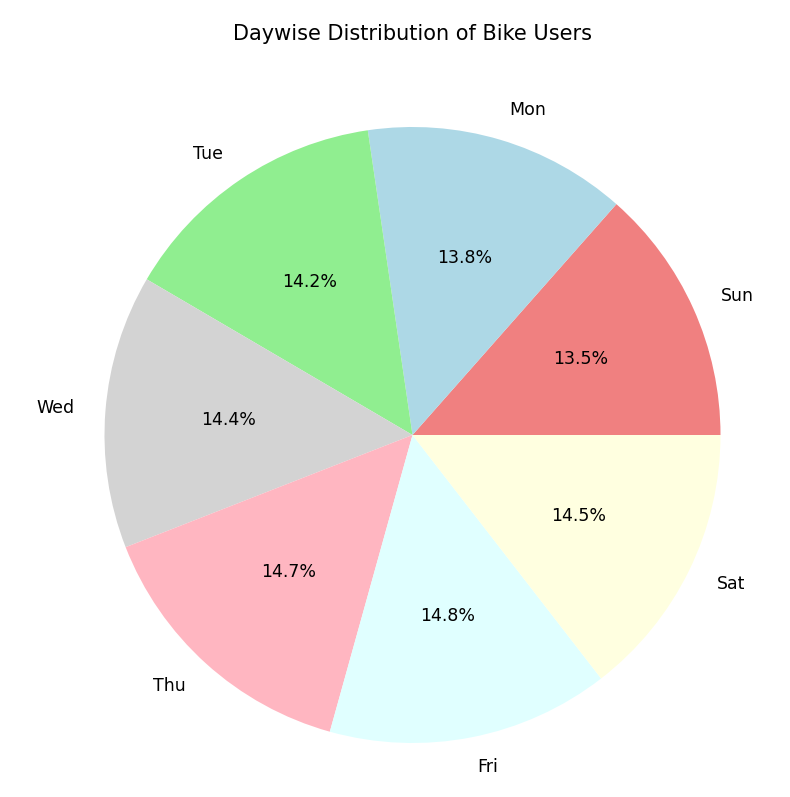 Daywise Distribution of Bike Users
Mon
Tue
13.8%
14.2%
Sun
13.5%
Wed
14.4%
14.5%
14.7%
Sat
14.8%
Thu
Fri